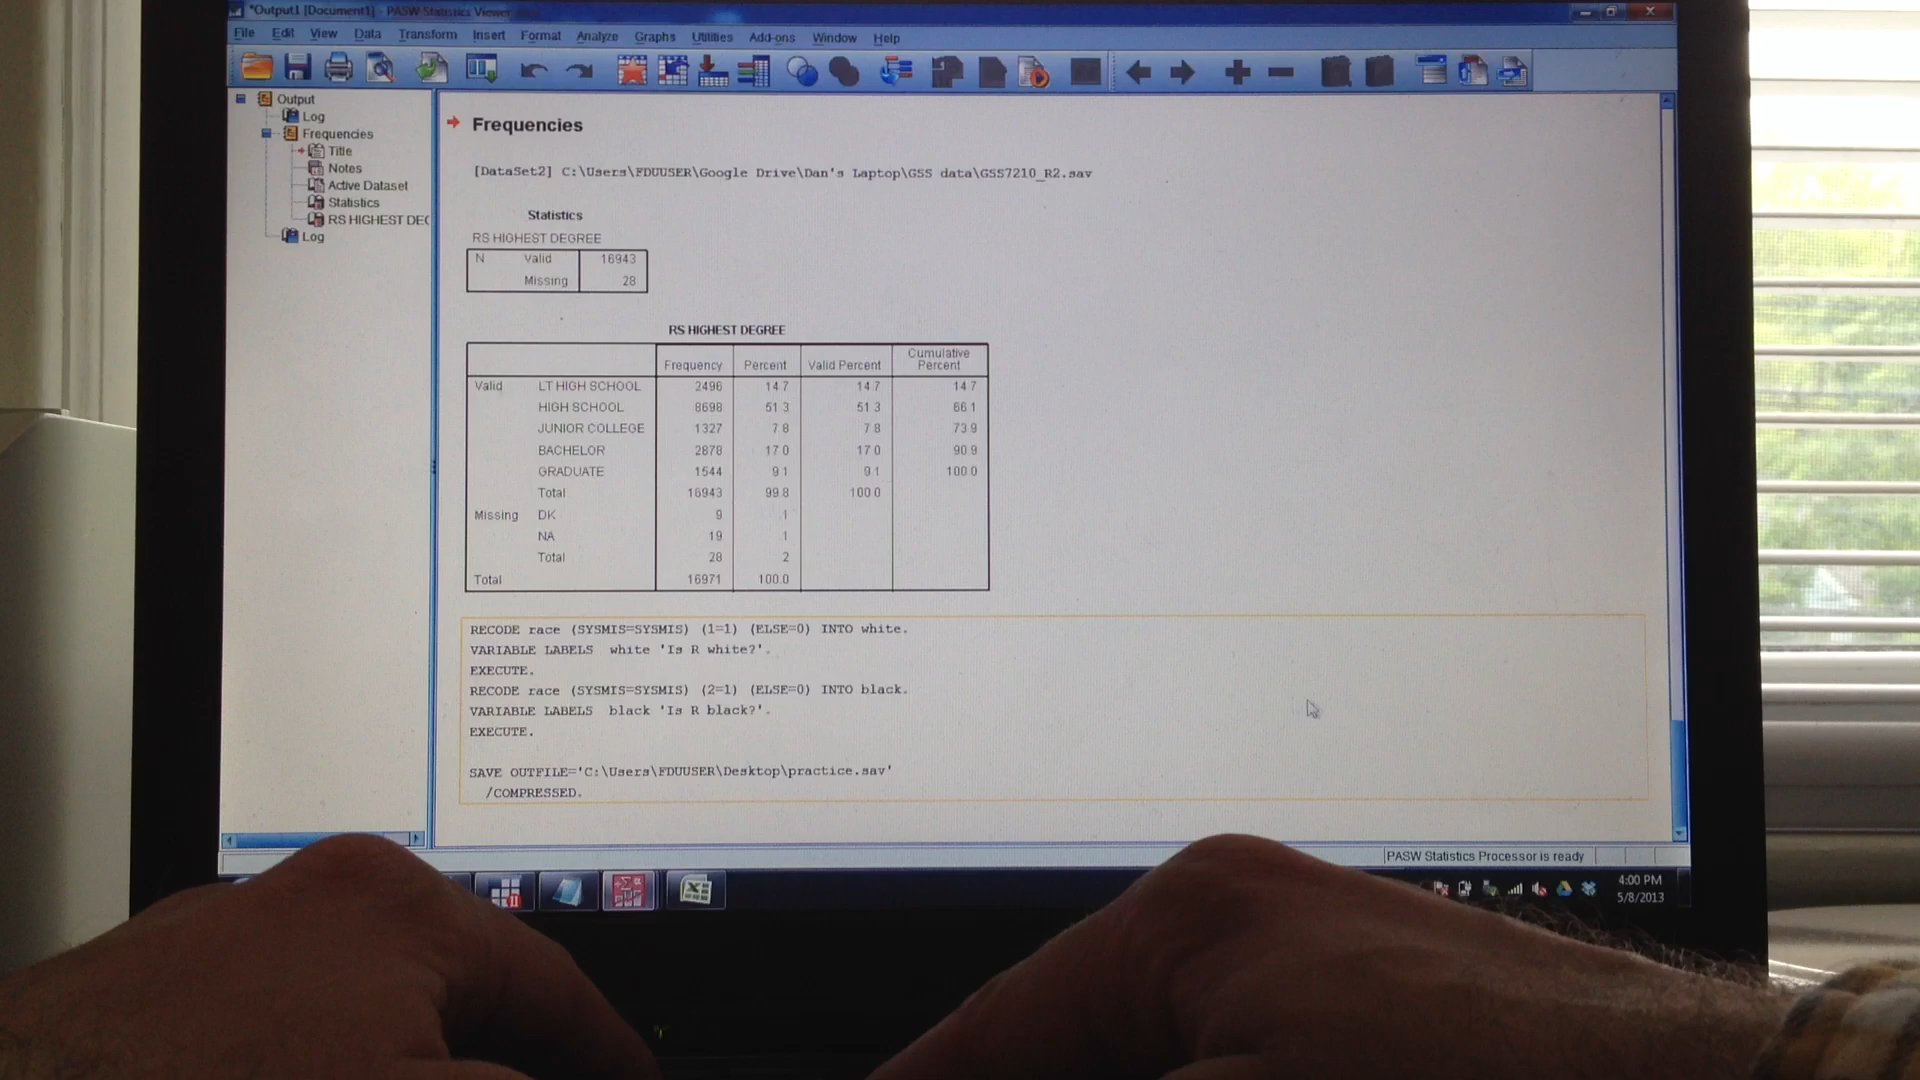 *Output1 [Document1] - PASW Statistics Viewer
File Edit View Data Transform Insert Format Analyze Graphs Utilities Add-ons Window Help
Output
Log
Frequencies
Title
Notes
Active Dataset
Statistics
RS HIGHEST DEG
Log
Frequencies
[DataSet2] C:\Users\FDUUSER\Google Drive\Dan's Laptop\GSS data\GSS7210_R2.sav
Statistics
RS HIGHEST DEGREE
N Valid 16943
Missing 28
RS HIGHEST DEGREE
Frequency Percent Valid Percent Cumulative Percent
Valid LT HIGH SCHOOL 2496 14.7 14.7 14.7
HIGH SCHOOL 8698 51.3 51.3 66.1
JUNIOR COLLEGE 1327 7.8 7.8 73.9
BACHELOR 2878 17.0 17.0 90.9
GRADUATE 1544 9.1 9.1 100.0
Total 16943 99.8 100.0
Missing DK 9 .1
NA 19 .1
Total 28 .2
Total 16971 100.0
RECODE race (SYSMIS=SYSMIS) (1=1) (ELSE=0) INTO white.
VARIABLE LABELS white 'Is R white?'.
EXECUTE.
RECODE race (SYSMIS=SYSMIS) (2=1) (ELSE=0) INTO black.
VARIABLE LABELS black 'Is R black?'.
EXECUTE.
SAVE OUTFILE='C:\Users\FDUUSER\Desktop\practice.sav'
/COMPRESSED.
PASW Statistics Processor is ready
4:00 PM
5/8/2013